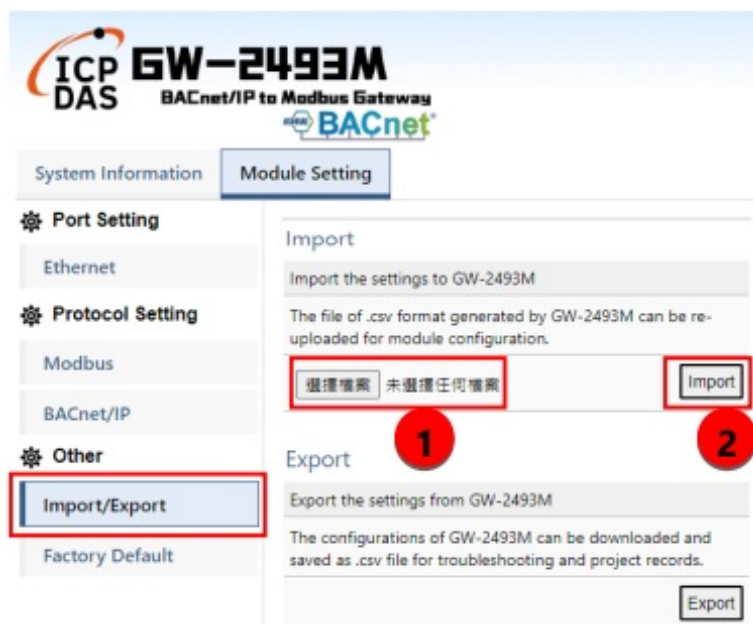 ICP
DAS
GW-2493M
BACnet/IP to Modbus Gateway
BACnet
System Information
Module Setting
Port Setting
Ethernet
Protocol Setting
Modbus
BACnet/IP
Other
Import/Export
Factory Default
Import
Import the settings to GW-2493M
The file of .csv format generated by GW-2493M can be re-
uploaded for module configuration.
選擇檔案 未選擇任何檔案
Import
1
2
Export
Export the settings from GW-2493M
The configurations of GW-2493M can be downloaded and
saved as .csv file for troubleshooting and project records.
Export